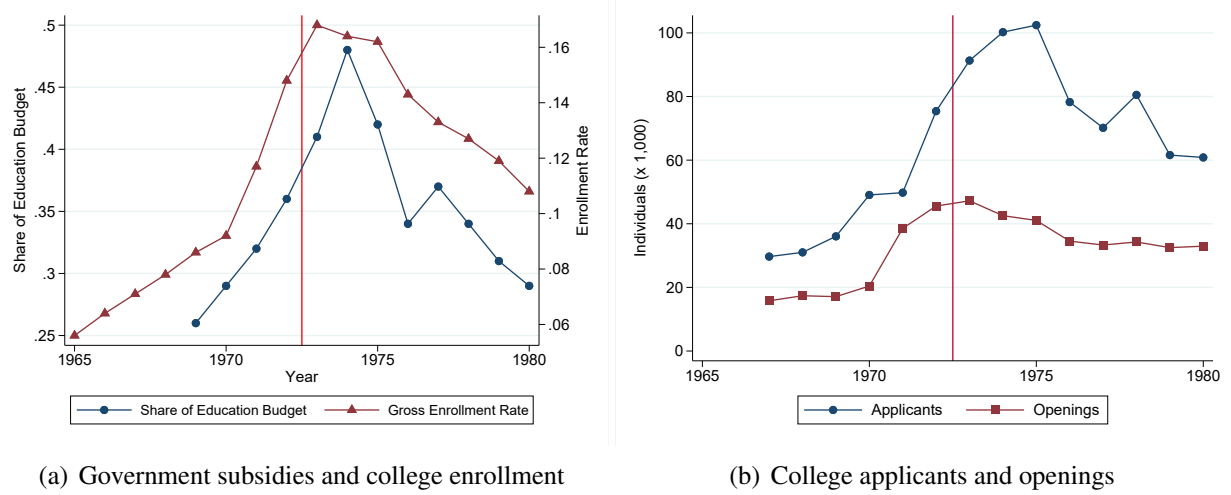 .5
.45
.4
.35
.3
.25
Share of Education Budget
.16
.14
.12
.1
.08
.06
Enrollment Rate
1965 1970 1975 1980
Year
Share of Education Budget Gross Enrollment Rate
(a) Government subsidies and college enrollment
100
80
60
40
20
0
Individuals (x 1,000)
1965 1970 1975 1980
Applicants Openings
(b) College applicants and openings